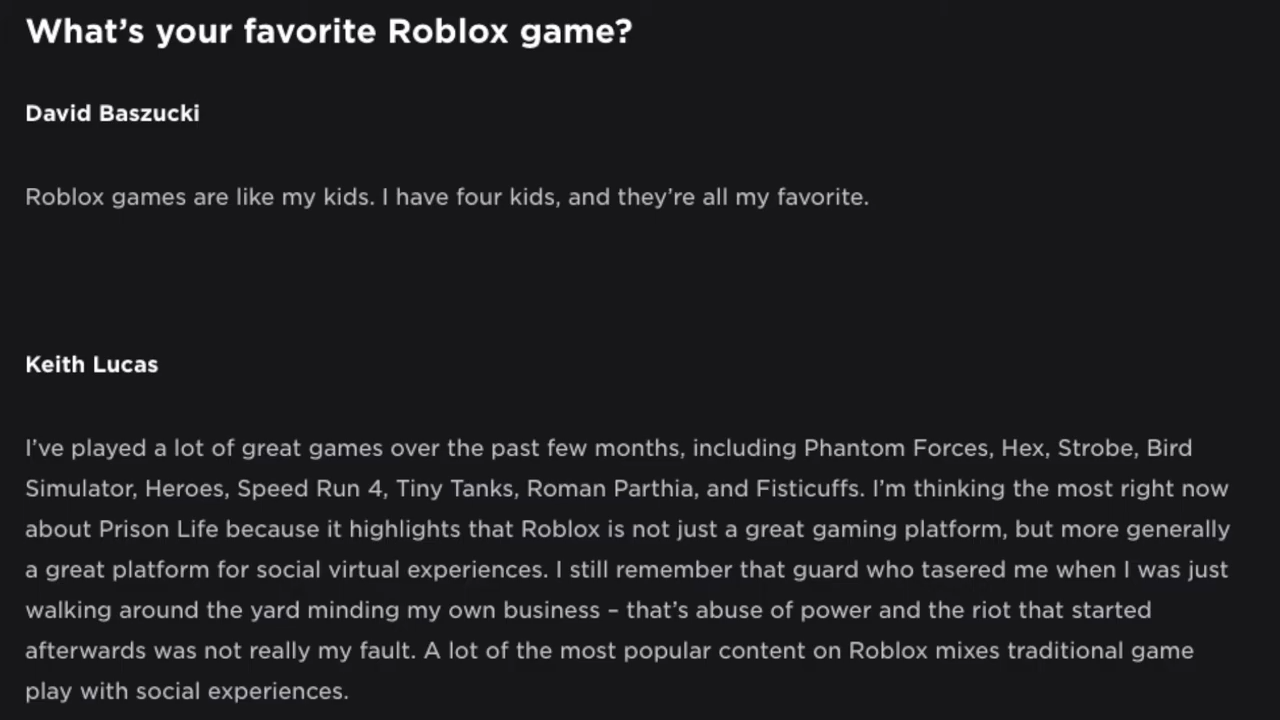 What’s your favorite Roblox game?
David Baszucki
Roblox games are like my kids. I have four kids, and they’re all my favorite.
Keith Lucas
I’ve played a lot of great games over the past few months, including Phantom Forces, Hex, Strobe, Bird
Simulator, Heroes, Speed Run 4, Tiny Tanks, Roman Parthia, and Fisticuffs. I’m thinking the most right now
about Prison Life because it highlights that Roblox is not just a great gaming platform, but more generally
a great platform for social virtual experiences. I still remember that guard who tasered me when I was just
walking around the yard minding my own business – that’s abuse of power and the riot that started
afterwards was not really my fault. A lot of the most popular content on Roblox mixes traditional game
play with social experiences.